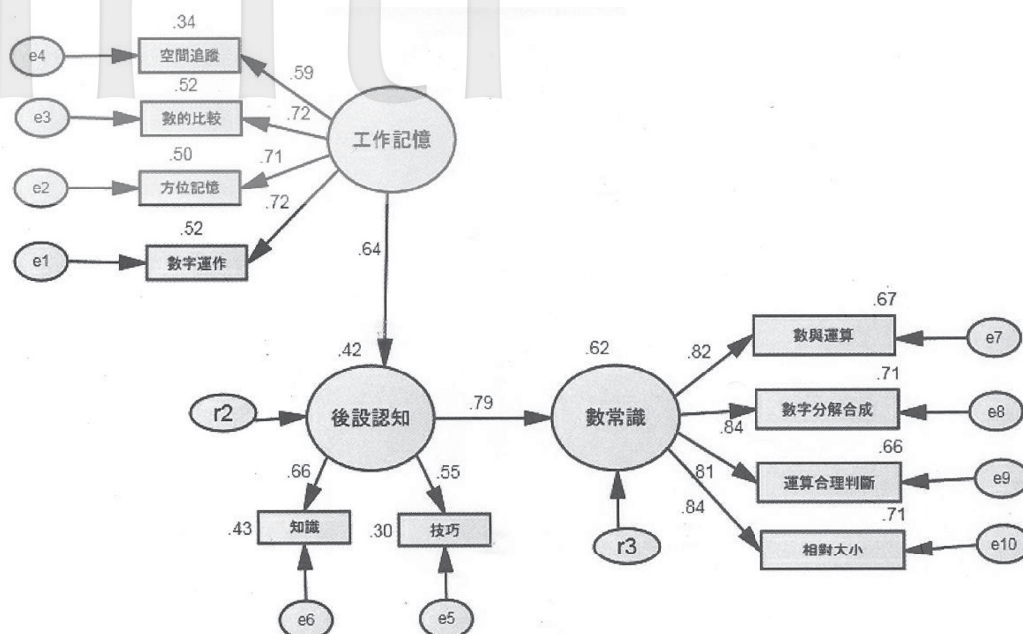 .34
e4
空間追蹤
.59
.52
e3
數的比較
.72
工作記憶
.50
.71
e2
方位記憶
.72
.52
e1
數字運作
.64
.67
數與運算
e7
.42
.62
.82
.71
r2
後設認知
.79
數常識
數字分解合成
e8
.84
.66
.66
.55
.81
運算合理判斷
e9
.43
知識
.30
技巧
.84
.71
r3
相對大小
e10
e6
e5